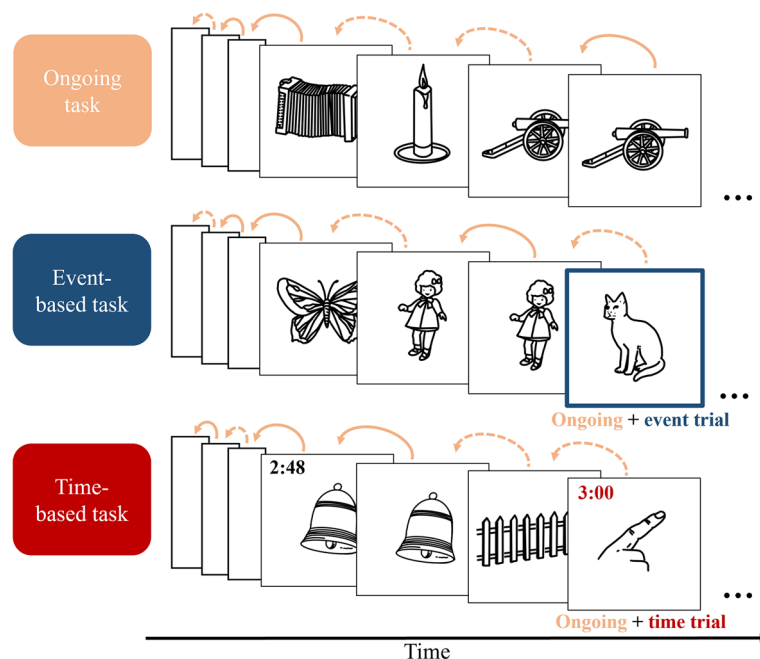 Ongoing
task
...
Event-
based task
...
Ongoing + event trial
Time-
based task
2:48
3:00
...
Ongoing + time trial
Time